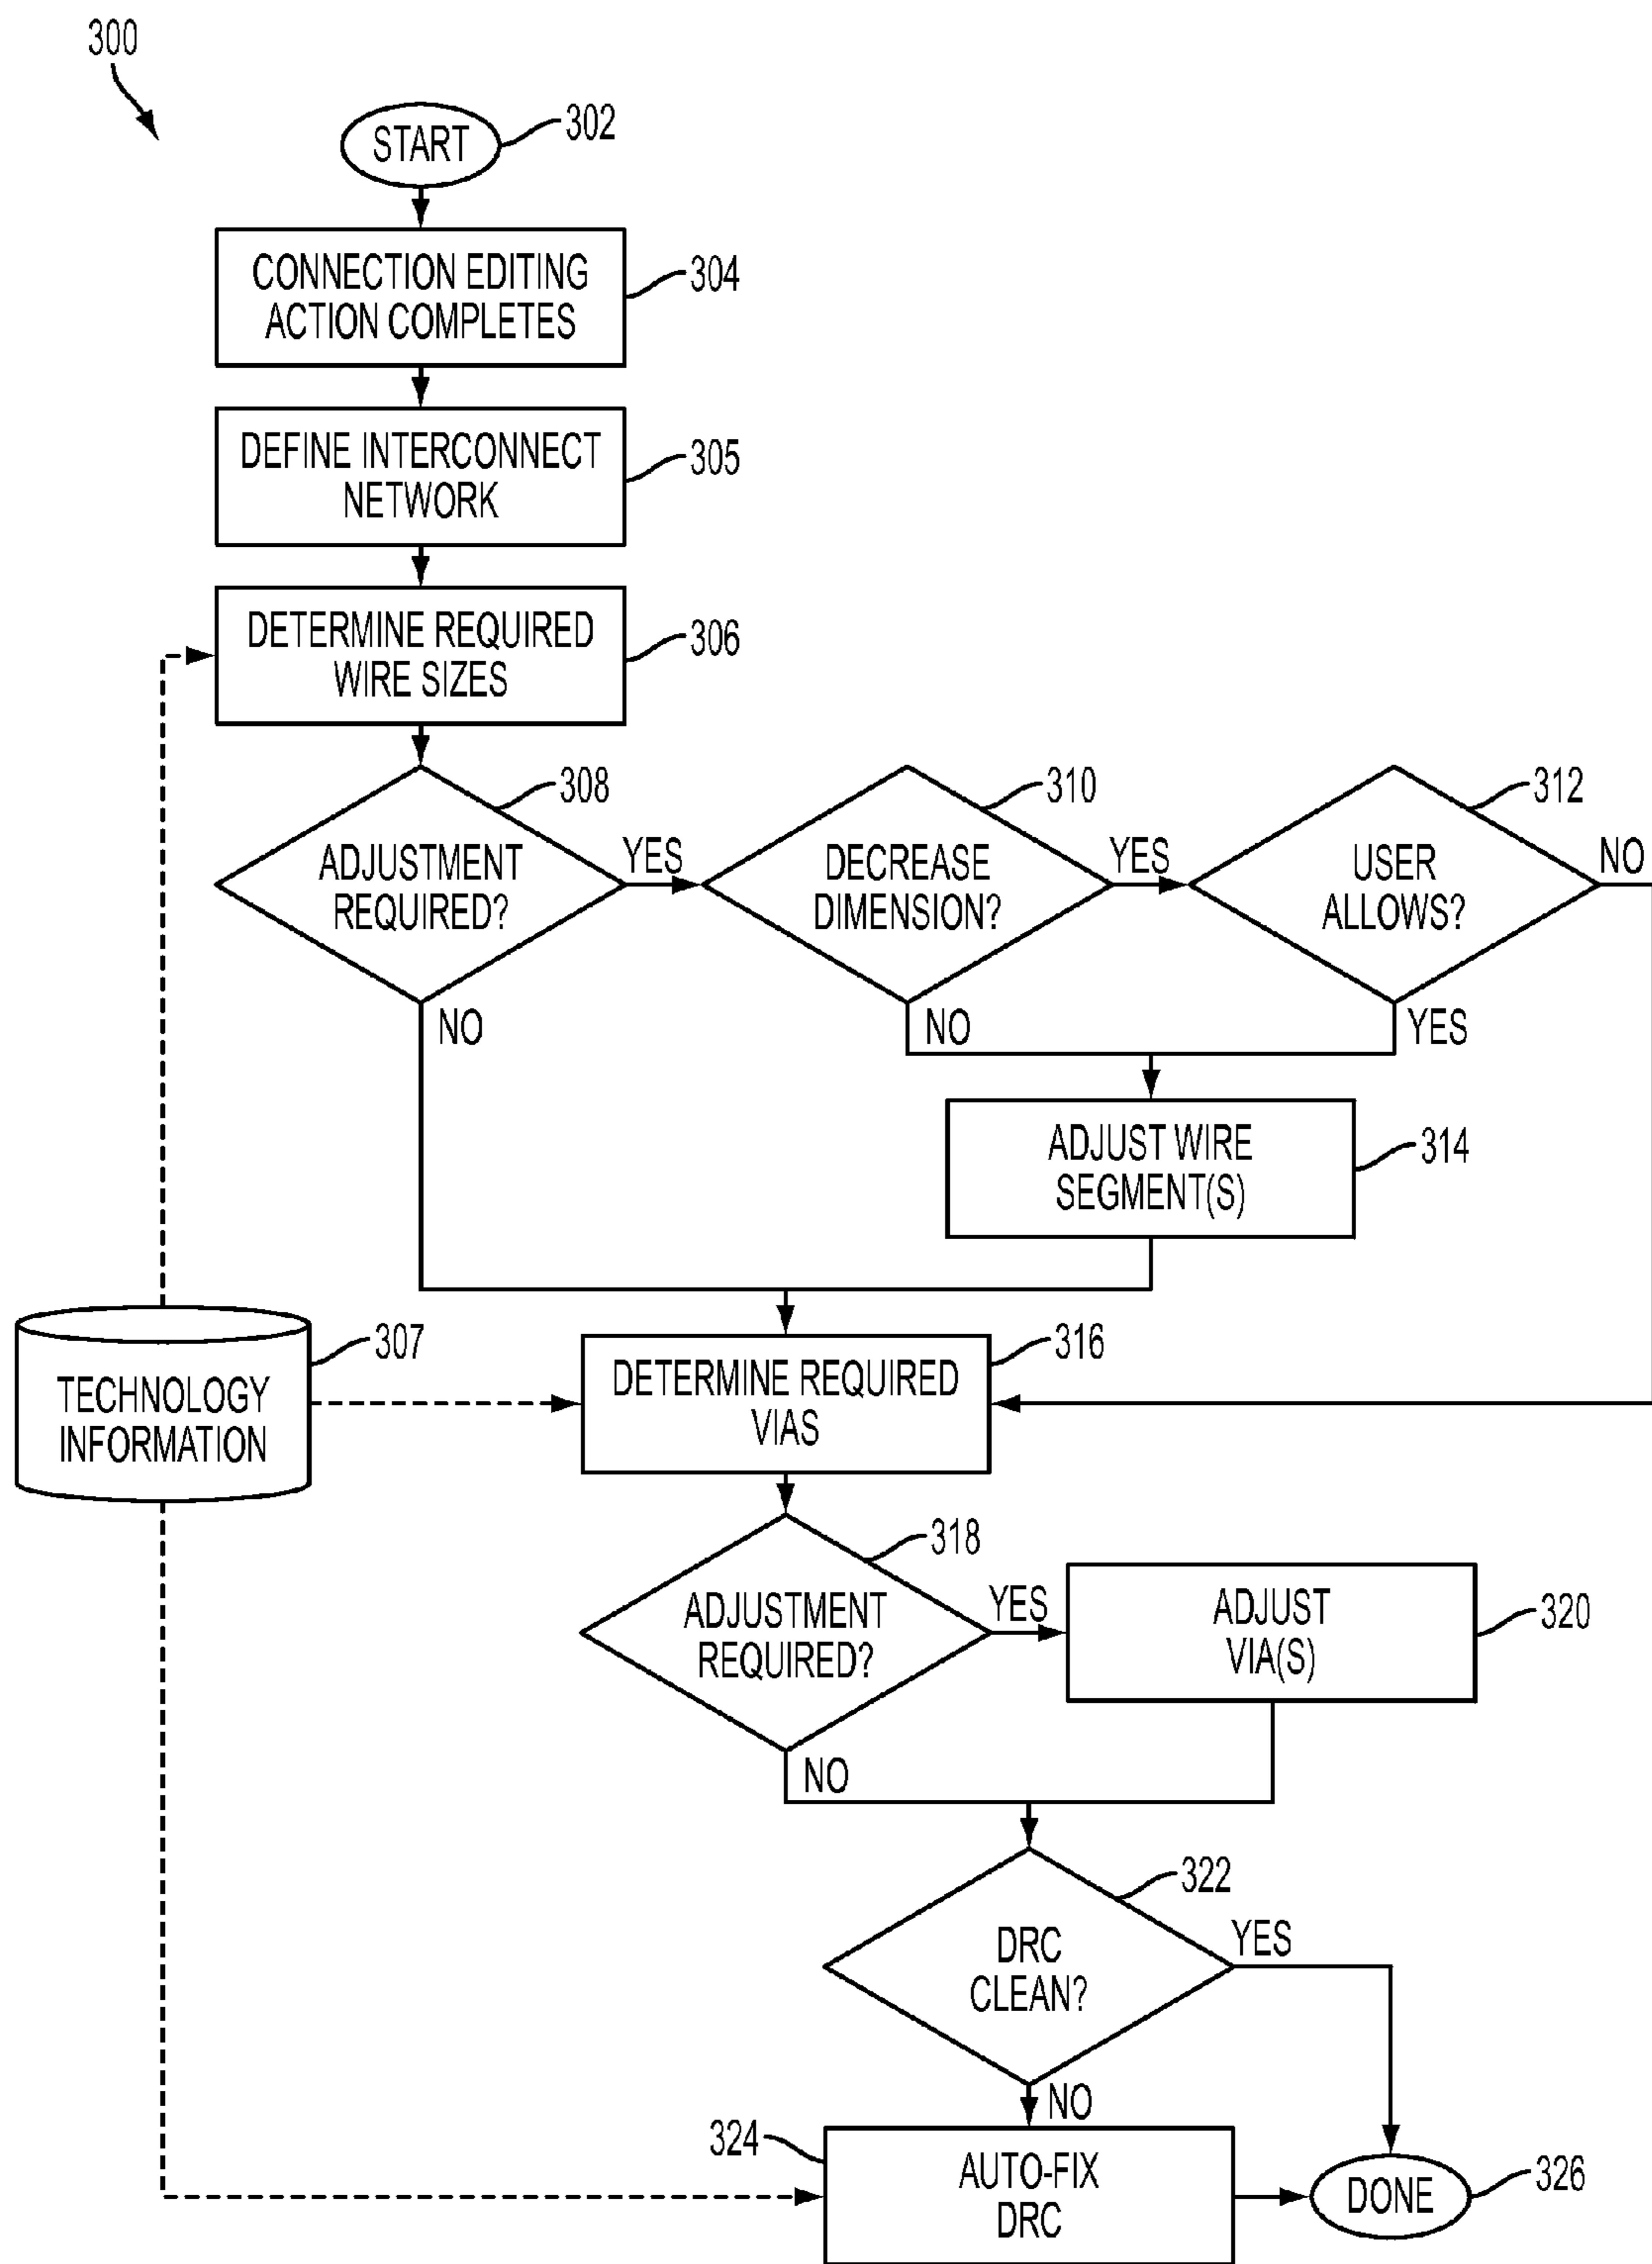 300
START
302
CONNECTION EDITING
ACTION COMPLETES
304
DEFINE INTERCONNECT
NETWORK
305
DETERMINE REQUIRED
WIRE SIZES
306
ADJUSTMENT
REQUIRED?
308
YES
NO
DECREASE
DIMENSION?
310
YES
NO
USER
ALLOWS?
312
NO
YES
ADJUST WIRE
SEGMENT(S)
314
TECHNOLOGY
INFORMATION
307
DETERMINE REQUIRED
VIAS
316
ADJUSTMENT
REQUIRED?
318
YES
NO
ADJUST
VIA(S)
320
DRC
CLEAN?
322
YES
NO
AUTO-FIX
DRC
324
DONE
326